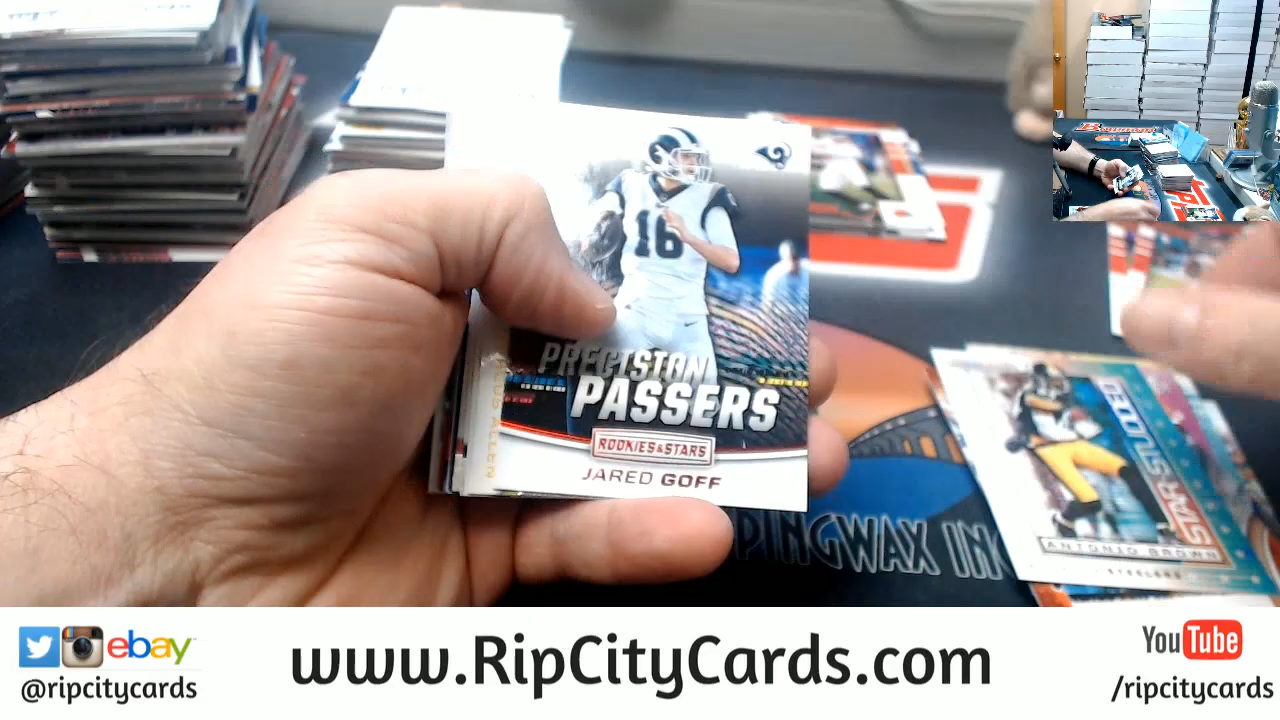 16
PRECISION
PASSERS
ROOKIES&STARS
JARED GOFF
STAR STUDDED
ANTONIO BROWN
STEELERS
PINGWAX IN
ebay
@ripcitycards
www.RipCityCards.com
YouTube
/ripcitycards